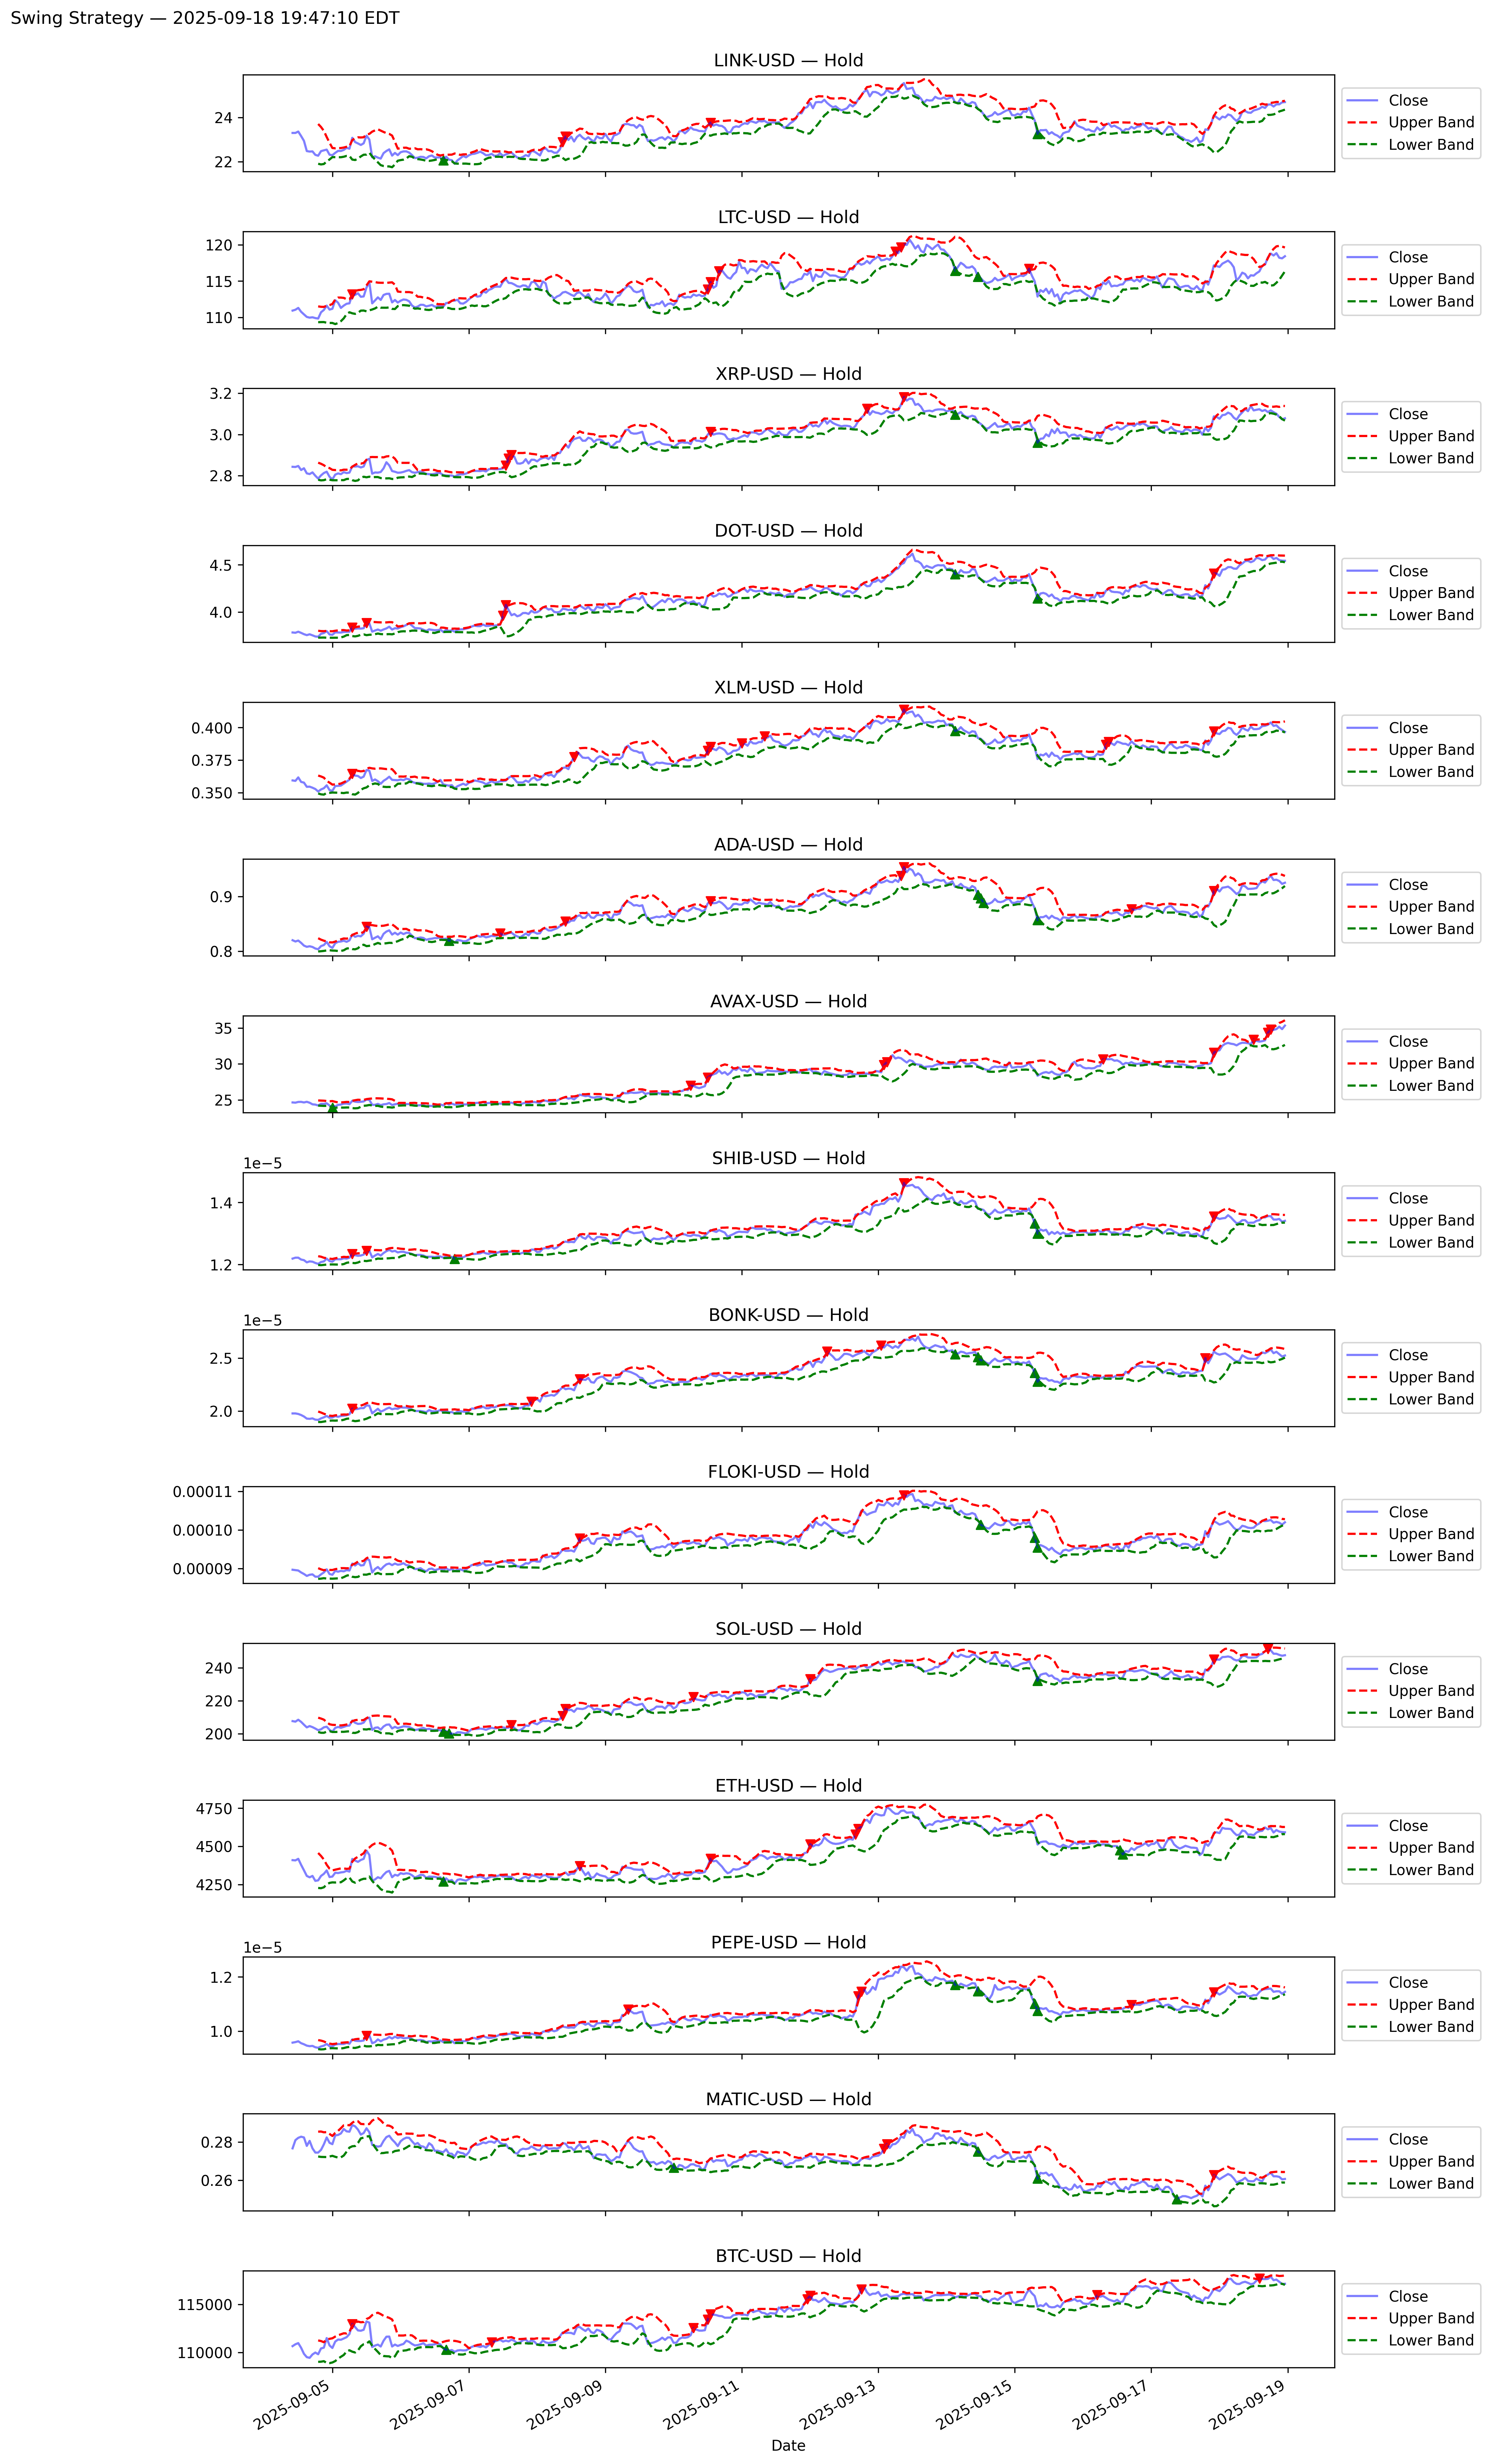 Swing Strategy — 2025-09-18 19:47:10 EDT
LINK-USD — Hold
24
22
Close
Upper Band
Lower Band
LTC-USD — Hold
120
115
110
Close
Upper Band
Lower Band
XRP-USD — Hold
3.2
3.0
2.8
Close
Upper Band
Lower Band
DOT-USD — Hold
4.5
4.0
Close
Upper Band
Lower Band
XLM-USD — Hold
0.400
0.375
0.350
Close
Upper Band
Lower Band
ADA-USD — Hold
0.9
0.8
Close
Upper Band
Lower Band
AVAX-USD — Hold
35
30
25
Close
Upper Band
Lower Band
SHIB-USD — Hold
1e−5
1.4
1.2
Close
Upper Band
Lower Band
BONK-USD — Hold
1e−5
2.5
2.0
Close
Upper Band
Lower Band
FLOKI-USD — Hold
0.00011
0.00010
0.00009
Close
Upper Band
Lower Band
SOL-USD — Hold
240
220
200
Close
Upper Band
Lower Band
ETH-USD — Hold
4750
4500
4250
Close
Upper Band
Lower Band
PEPE-USD — Hold
1e−5
1.2
1.0
Close
Upper Band
Lower Band
MATIC-USD — Hold
0.28
0.26
Close
Upper Band
Lower Band
BTC-USD — Hold
115000
110000
Close
Upper Band
Lower Band
2025-09-05
2025-09-07
2025-09-09
2025-09-11
2025-09-13
2025-09-15
2025-09-17
2025-09-19
Date